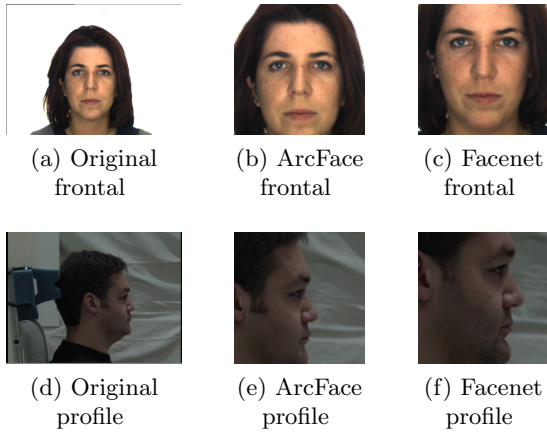 (a) Original (b) ArcFace (c) Facenet
frontal frontal frontal
(d) Original (e) ArcFace (f) Facenet
profile profile profile